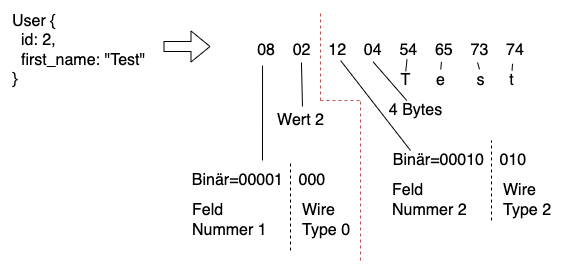 User {
id: 2,
first_name: "Test"
}
08 02 12 04 54 65 73 74
T e s t
Wert 2
4 Bytes
Binär=00001 000
Feld Wire
Nummer 1 Type 0
Binär=00010 010
Feld Wire
Nummer 2 Type 2